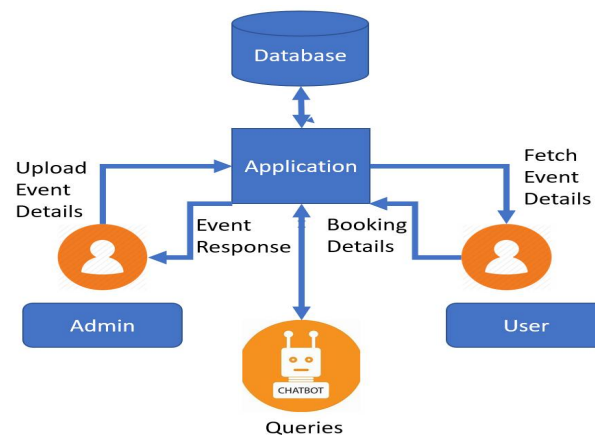 Database
Application
Upload
Event
Details
Fetch
Event
Details
Event
Response
Booking
Details
Admin
User
CHATBOT
Queries